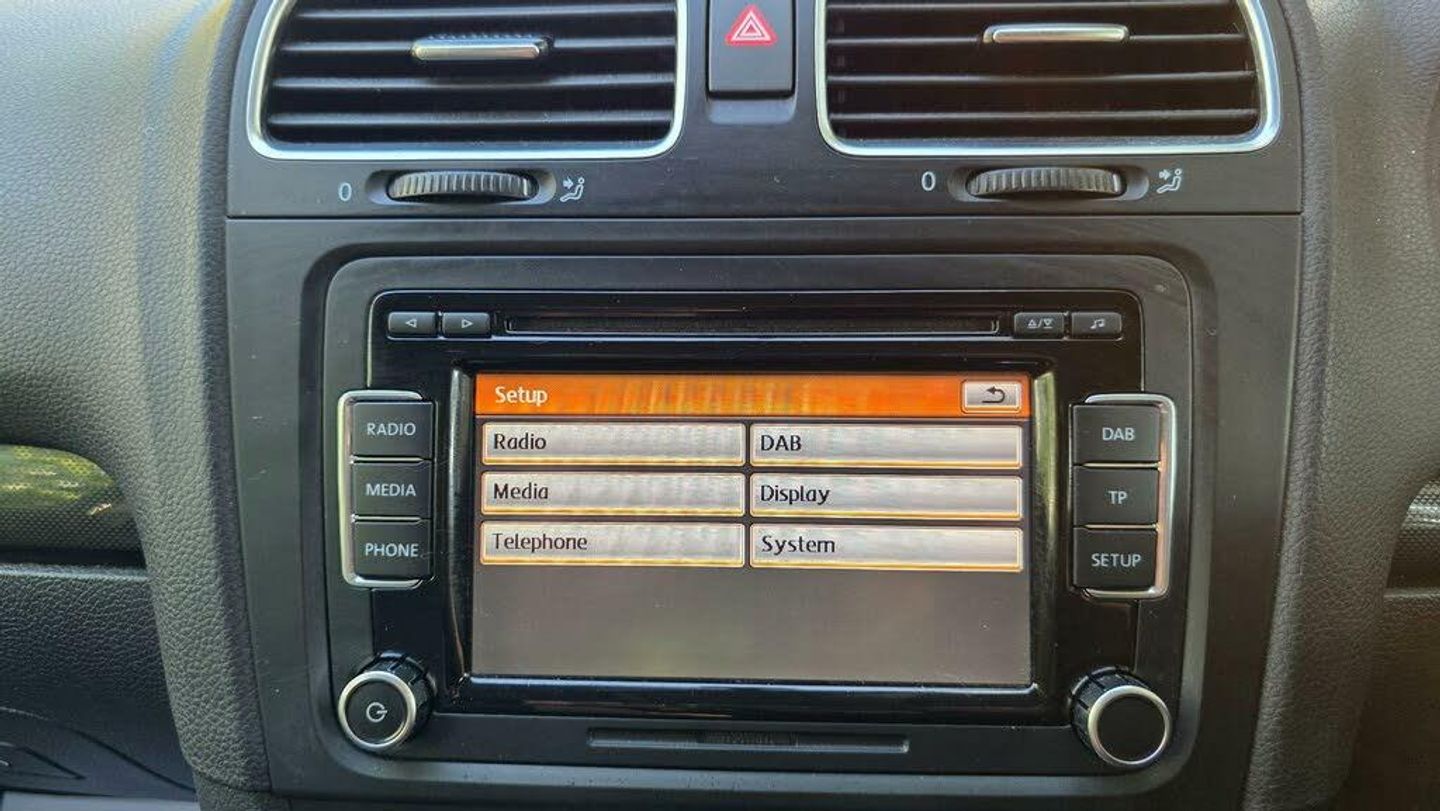 0
0
RADIO
MEDIA
PHONE
Setup
Radio
DAB
Media
Display
Telephone
System
DAB
TP
SETUP